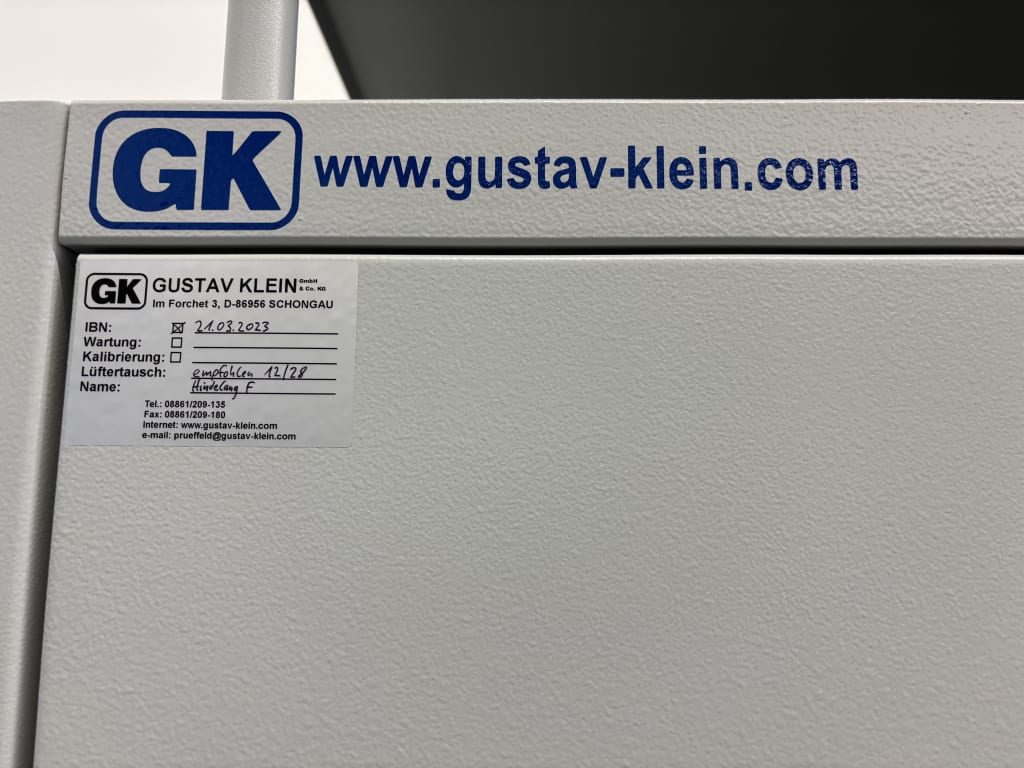 GK www.gustav-klein.com
GK GUSTAV KLEIN GmbH & Co. KG
Im Forchet 3, D-86956 SCHONGAU
IBN: ☒ 21.03.2023
Wartung: ☐
Kalibrierung: ☐
Lüftertausch: empfohlen 12/28
Name: Hindelang F
Tel.: 08861/209-135
Fax: 08861/209-180
Internet: www.gustav-klein.com
e-mail: prueffeld@gustav-klein.com